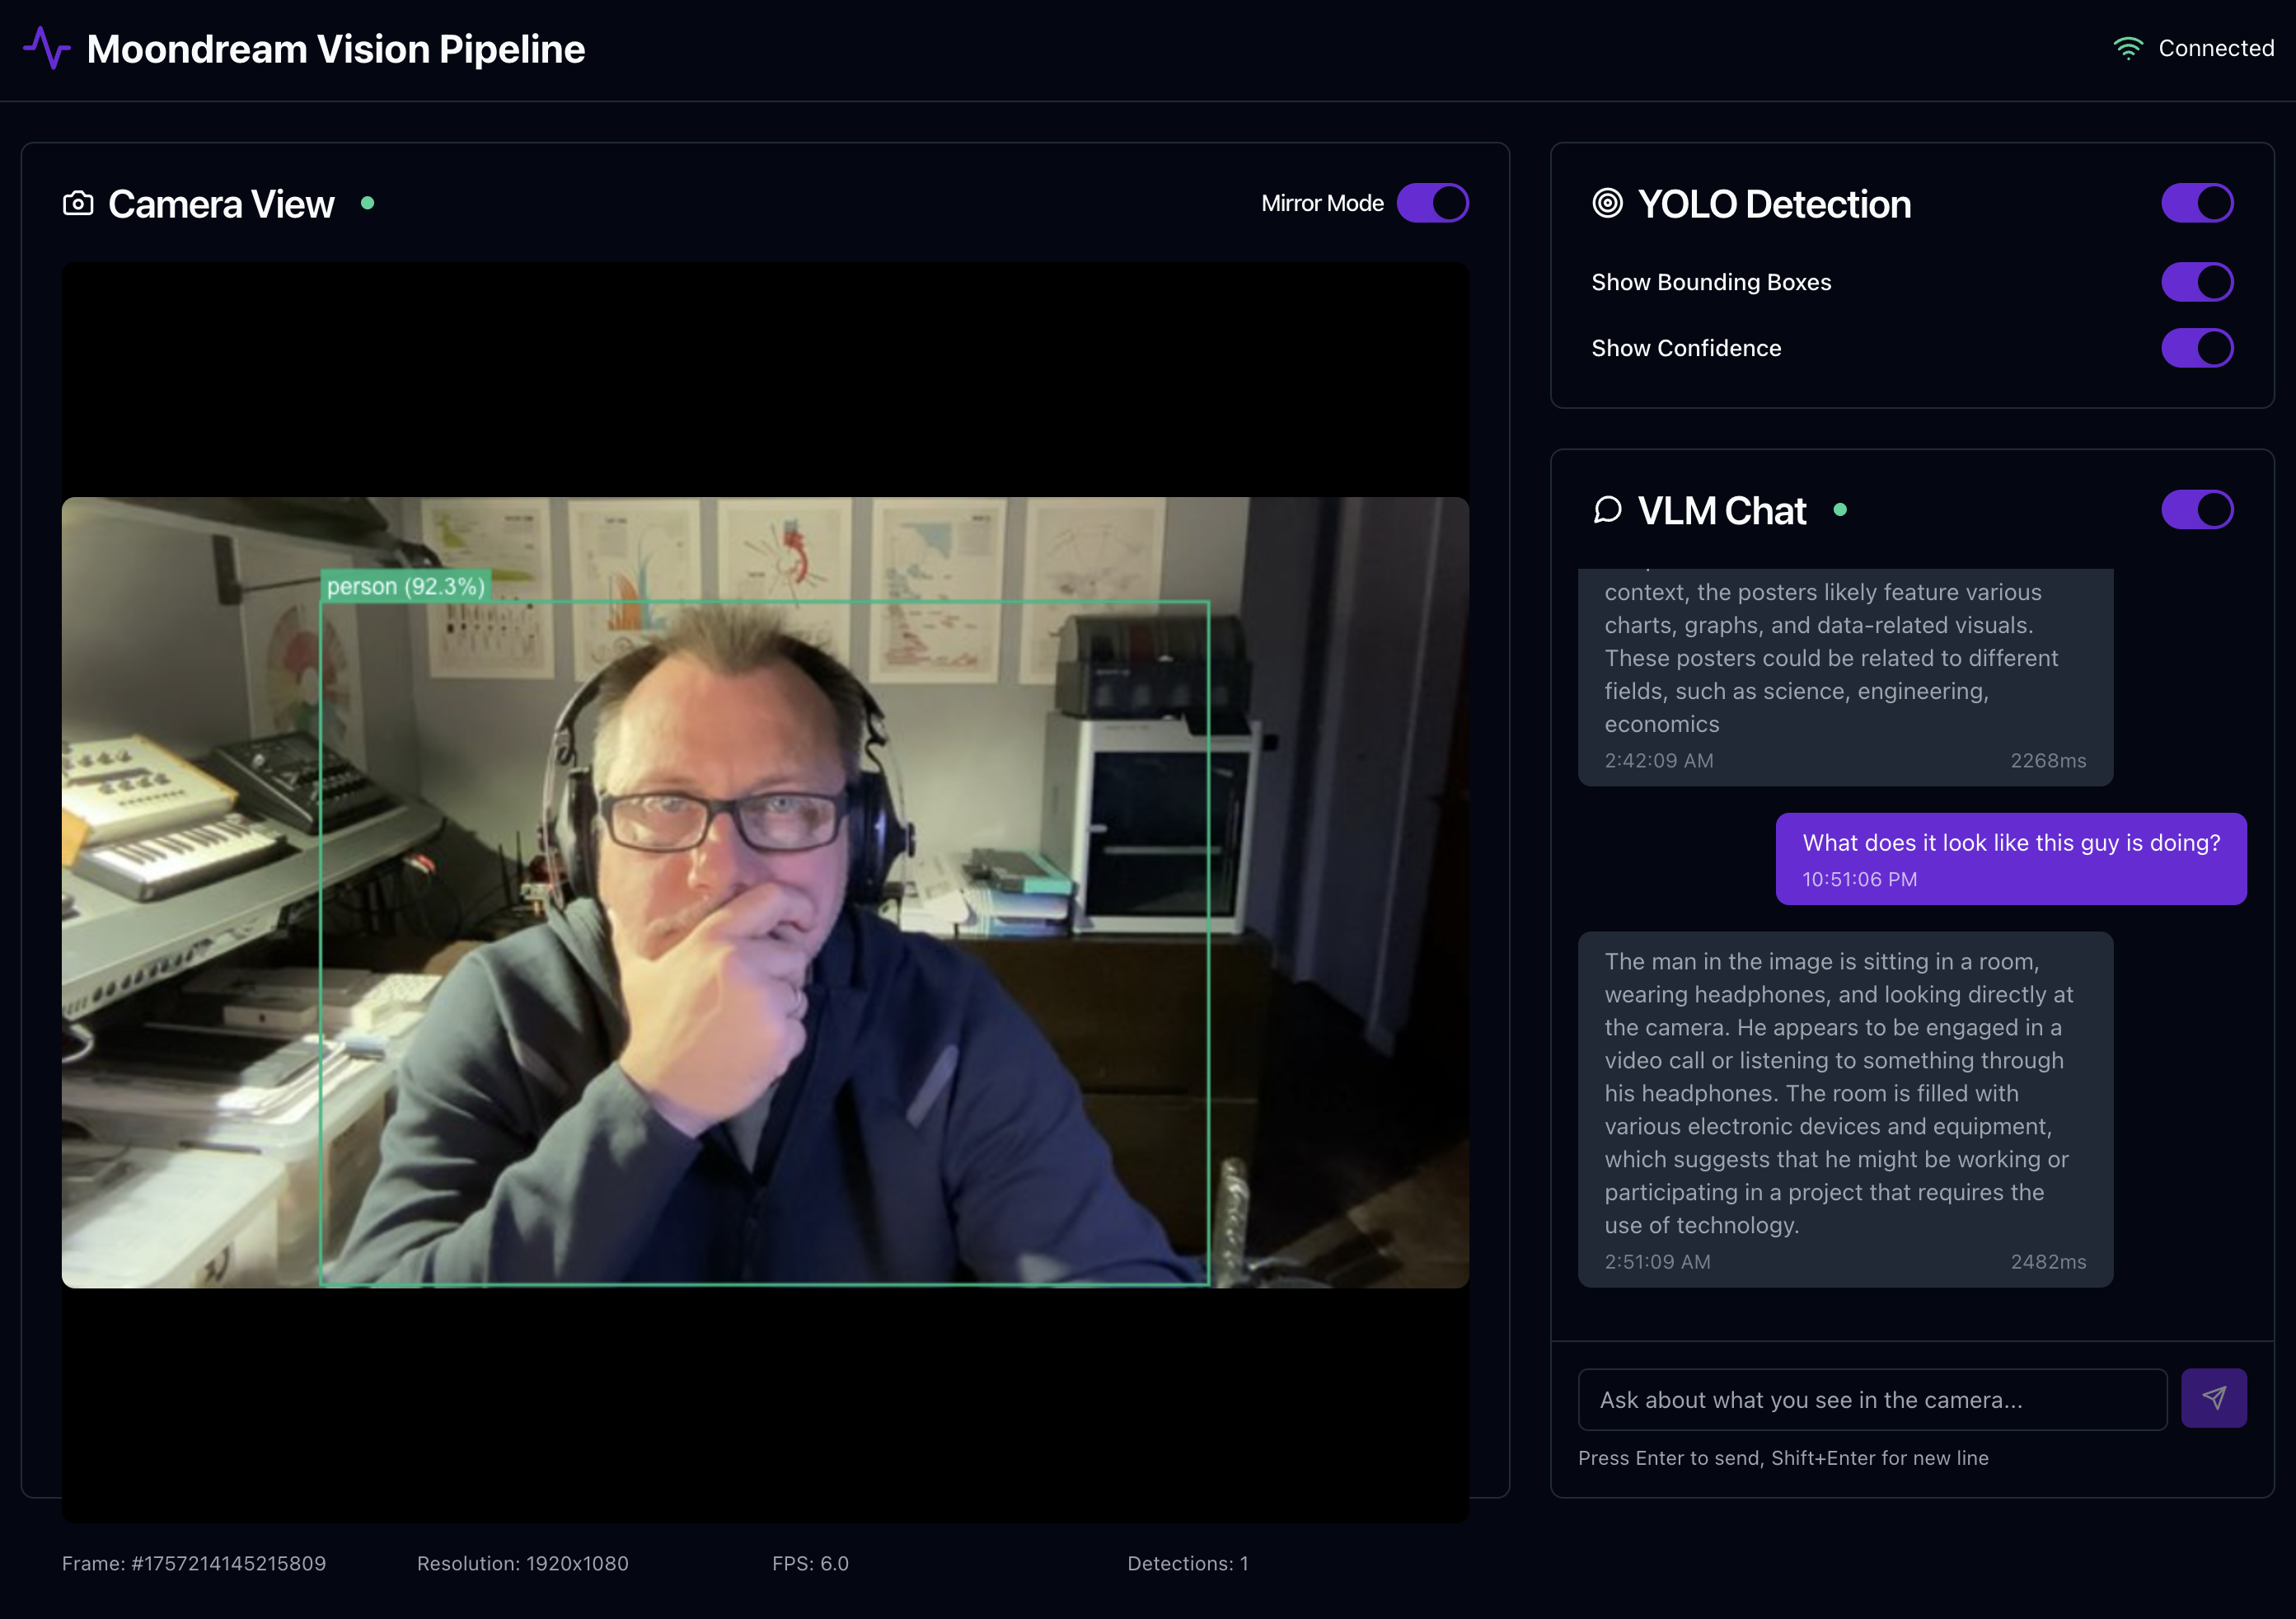 Moondream Vision Pipeline
Connected
Camera View
Mirror Mode
person (92.3%)
Frame: #1757214145215809
Resolution: 1920x1080
FPS: 6.0
Detections: 1
YOLO Detection
Show Bounding Boxes
Show Confidence
VLM Chat
context, the posters likely feature various
charts, graphs, and data-related visuals.
These posters could be related to different
fields, such as science, engineering,
economics
2:42:09 AM
2268ms
What does it look like this guy is doing?
10:51:06 PM
The man in the image is sitting in a room,
wearing headphones, and looking directly at
the camera. He appears to be engaged in a
video call or listening to something through
his headphones. The room is filled with
various electronic devices and equipment,
which suggests that he might be working or
participating in a project that requires the
use of technology.
2:51:09 AM
2482ms
Ask about what you see in the camera...
Press Enter to send, Shift+Enter for new line